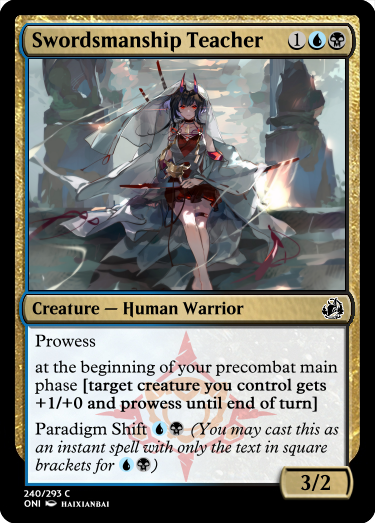 Swordsmanship Teacher 1
Creature — Human Warrior
Prowess
at the beginning of your precombat main
phase [target creature you control gets
+1/+0 and prowess until end of turn]
Paradigm Shift (You may cast this as
an instant spell with only the text in square
brackets for )
3/2
240/293 C
ONI HAIXIANBAI